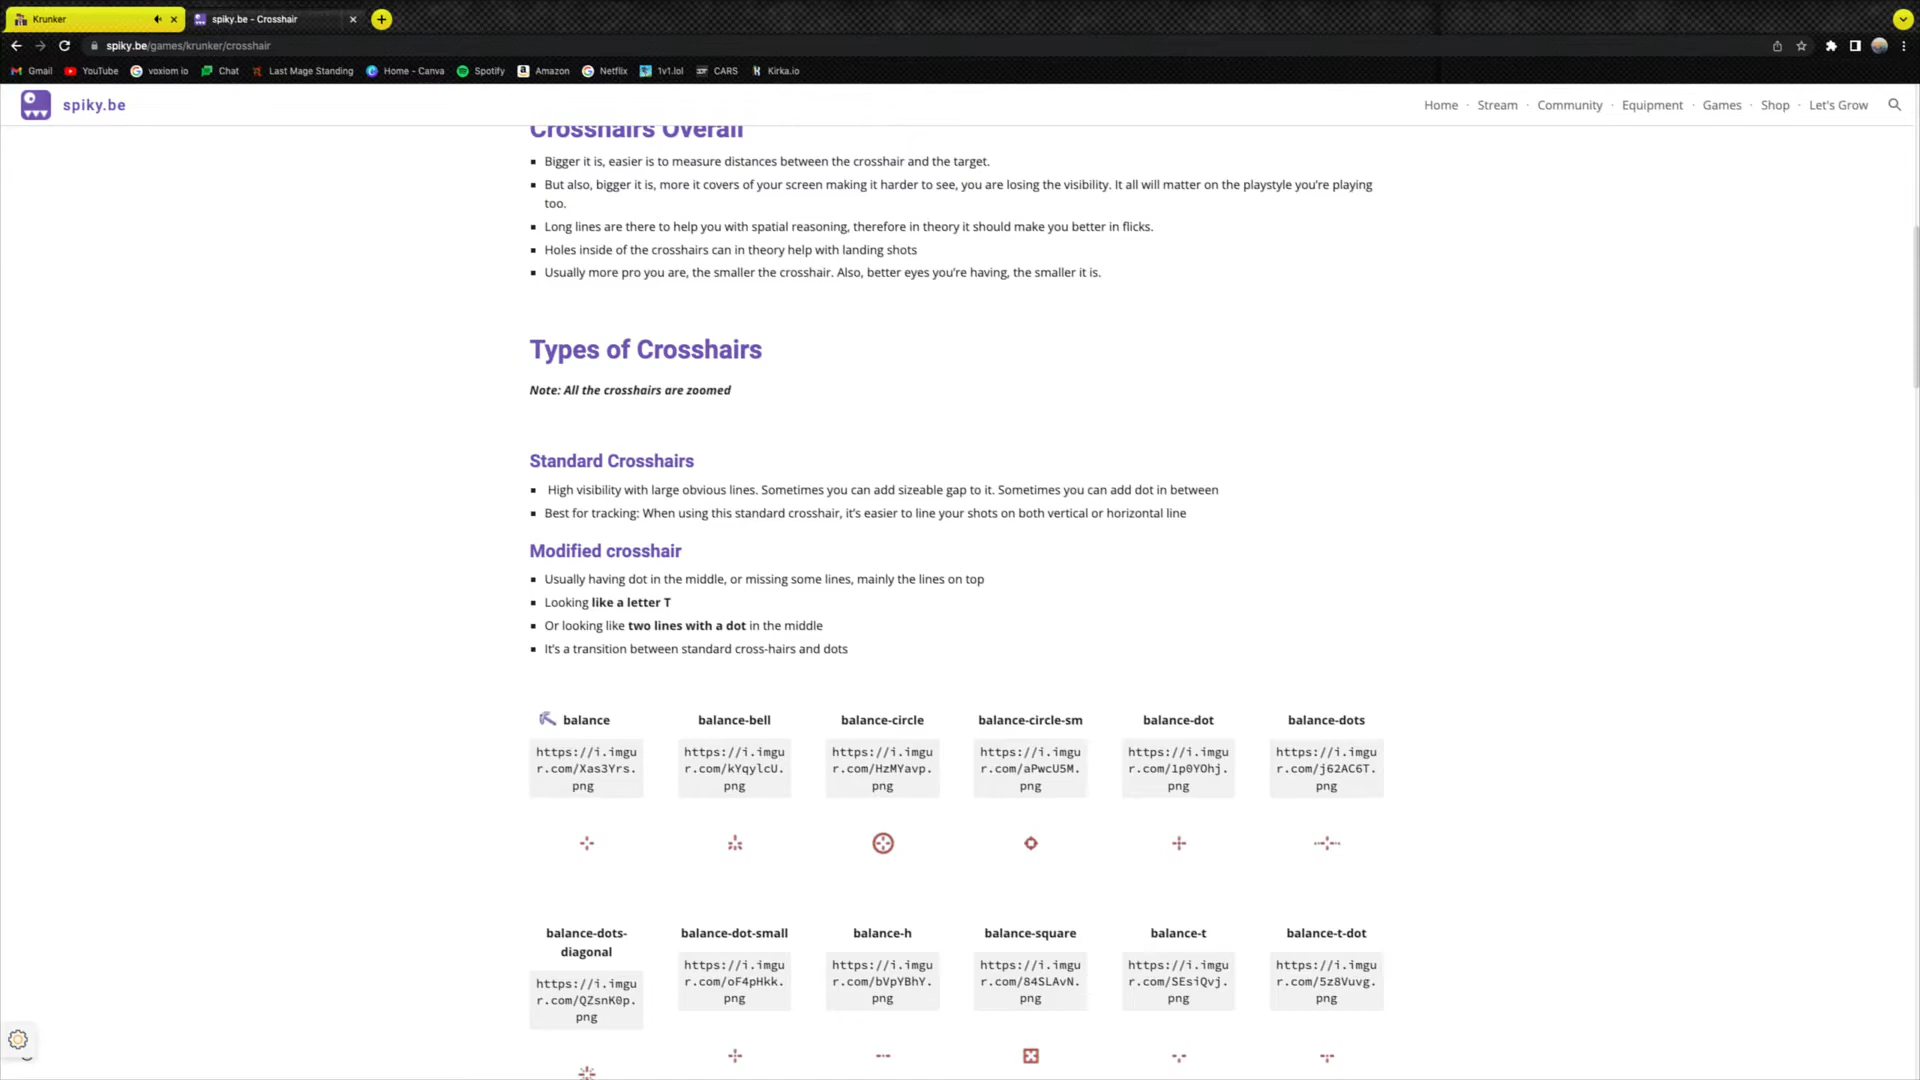 Krunker
spiky.be - Crosshair
spiky.be/games/krunker/crosshair
Gmail
YouTube
voxiom io
Chat
Last Mage Standing
Home - Canva
Spotify
Amazon
Netflix
1v1.lol
CARS
Kirka.io
spiky.be
Home · Stream · Community · Equipment · Games · Shop · Let's Grow
Crosshairs Overall
Bigger it is, easier is to measure distances between the crosshair and the target.
But also, bigger it is, more it covers of your screen making it harder to see, you are losing the visibility. It all will matter on the playstyle you're playing
too.
Long lines are there to help you with spatial reasoning, therefore in theory it should make you better in flicks.
Holes inside of the crosshairs can in theory help with landing shots
Usually more pro you are, the smaller the crosshair. Also, better eyes you're having, the smaller it is.
Types of Crosshairs
Note: All the crosshairs are zoomed
Standard Crosshairs
High visibility with large obvious lines. Sometimes you can add sizeable gap to it. Sometimes you can add dot in between
Best for tracking: When using this standard crosshair, it's easier to line your shots on both vertical or horizontal line
Modified crosshair
Usually having dot in the middle, or missing some lines, mainly the lines on top
Looking like a letter T
Or looking like two lines with a dot in the middle
It's a transition between standard cross-hairs and dots
balance
https://i.imgu
r.com/Xas3Yrs.
png
balance-bell
https://i.imgu
r.com/kYqylcU.
png
balance-circle
https://i.imgu
r.com/HzMYavp.
png
balance-circle-sm
https://i.imgu
r.com/aPwcU5M.
png
balance-dot
https://i.imgu
r.com/1p0YOhj.
png
balance-dots
https://i.imgu
r.com/j62AC6T.
png
balance-dots-
diagonal
https://i.imgu
r.com/QZsnK0p.
png
balance-dot-small
https://i.imgu
r.com/oF4pHkk.
png
balance-h
https://i.imgu
r.com/bVpYBhY.
png
balance-square
https://i.imgu
r.com/84SLAvN.
png
balance-t
https://i.imgu
r.com/SEsiQvj.
png
balance-t-dot
https://i.imgu
r.com/5z8Vuvg.
png